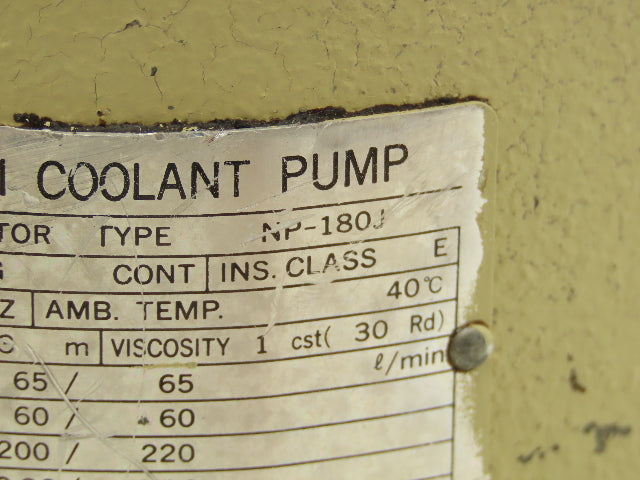 COOLANT PUMP
TOR TYPE NP-180J
CONT INS. CLASS E
Z AMB. TEMP. 40°C
C m VISCOSITY 1 cst( 30 Rd)
ℓ/min
65 / 65
60 / 60
200 / 220